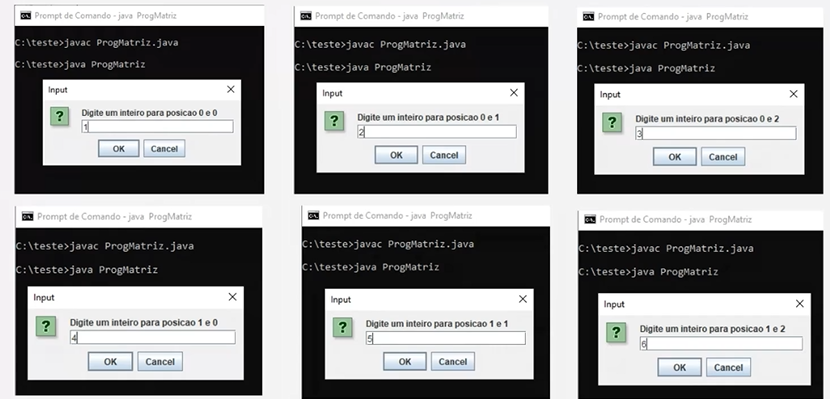 Prompt de Comando - java ProgMatriz
C:\teste>javac ProgMatriz.java
C:\teste>java ProgMatriz
Input
Digite um inteiro para posicao 0 e 0
1
OK Cancel
Prompt de Comando - java ProgMatriz
C:\teste>javac ProgMatriz.java
C:\teste>java ProgMatriz
Input
Digite um inteiro para posicao 0 e 1
2
OK Cancel
Prompt de Comando - java ProgMatriz
C:\teste>javac ProgMatriz.java
C:\teste>java ProgMatriz
Input
Digite um inteiro para posicao 0 e 2
3
OK Cancel
Prompt de Comando - java ProgMatriz
C:\teste>javac ProgMatriz.java
C:\teste>java ProgMatriz
Input
Digite um inteiro para posicao 1 e 0
4
OK Cancel
Prompt de Comando - java ProgMatriz
C:\teste>javac ProgMatriz.java
C:\teste>java ProgMatriz
Input
Digite um inteiro para posicao 1 e 1
5
OK Cancel
Prompt de Comando - java ProgMatriz
C:\teste>javac ProgMatriz.java
C:\teste>java ProgMatriz
Input
Digite um inteiro para posicao 1 e 2
6
OK Cancel